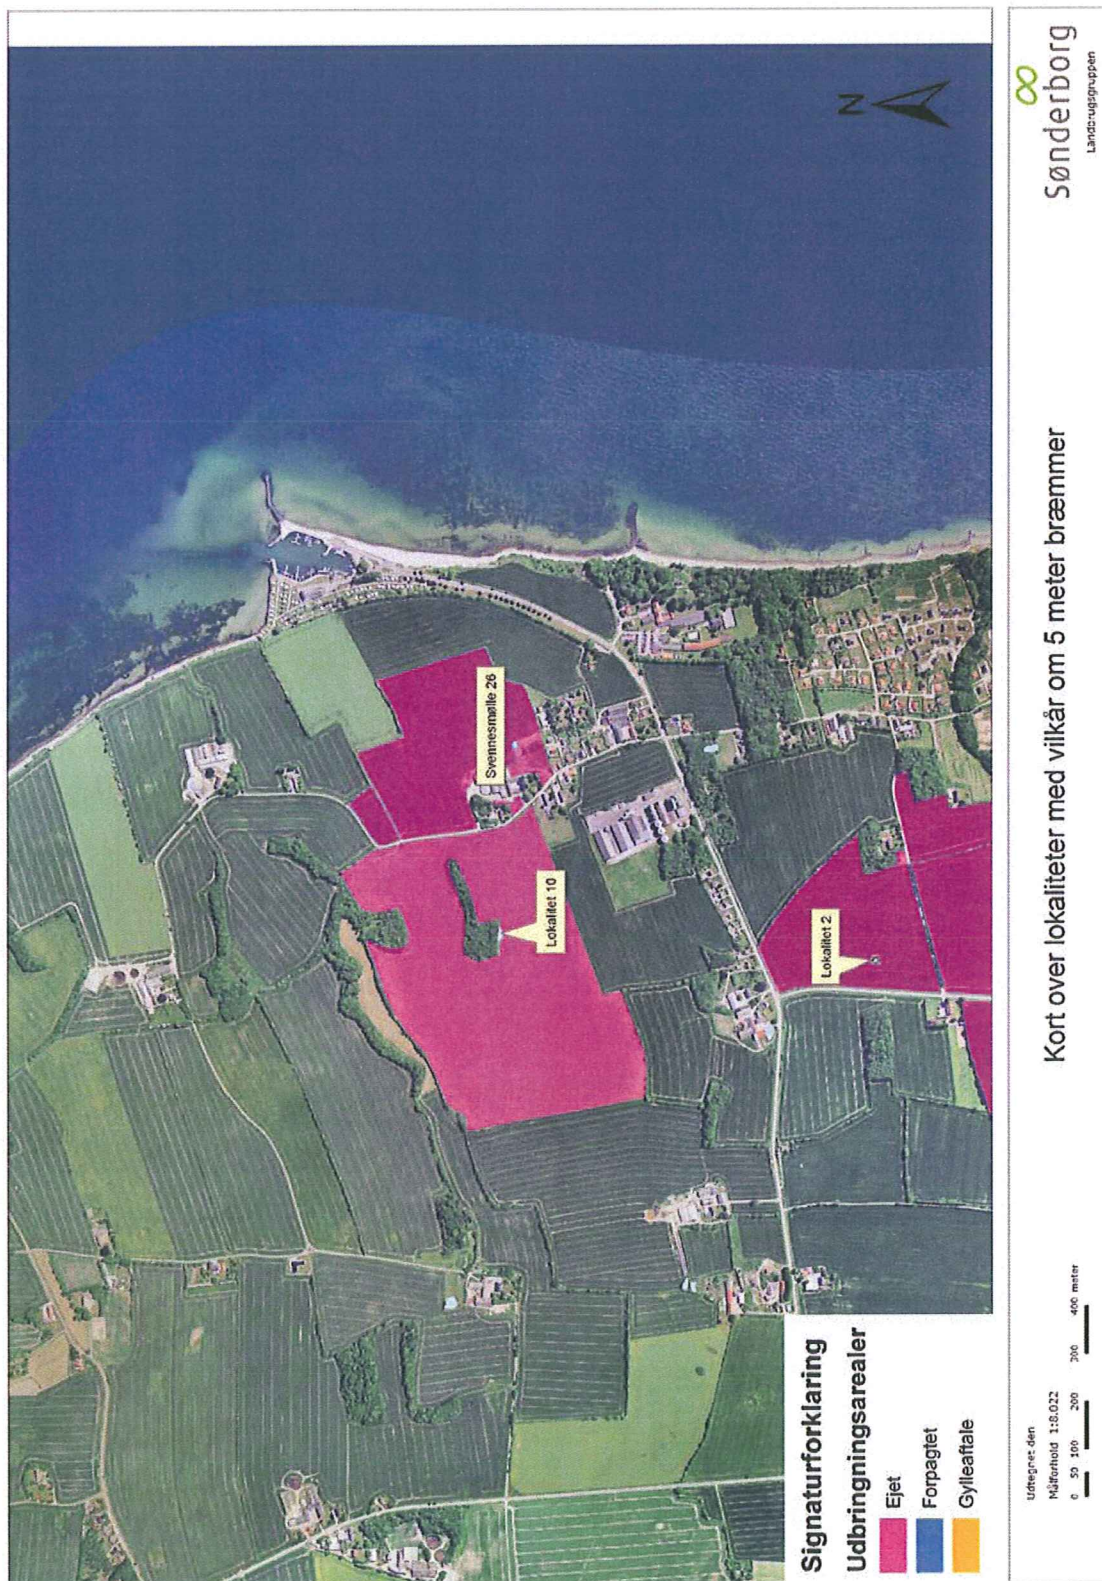 N
Svennesmølle 26
Lokalitet 10
Lokalitet 2
Signaturforklaring
Udbringningsarealer
Ejet
Forpagtet
Gylleaftale
Udtegnet den
Målforhold 1:8.022
0 50 100 200 300 400 meter
Kort over lokaliteter med vilkår om 5 meter bræmmer
Sønderborg
Landbrugsgruppen